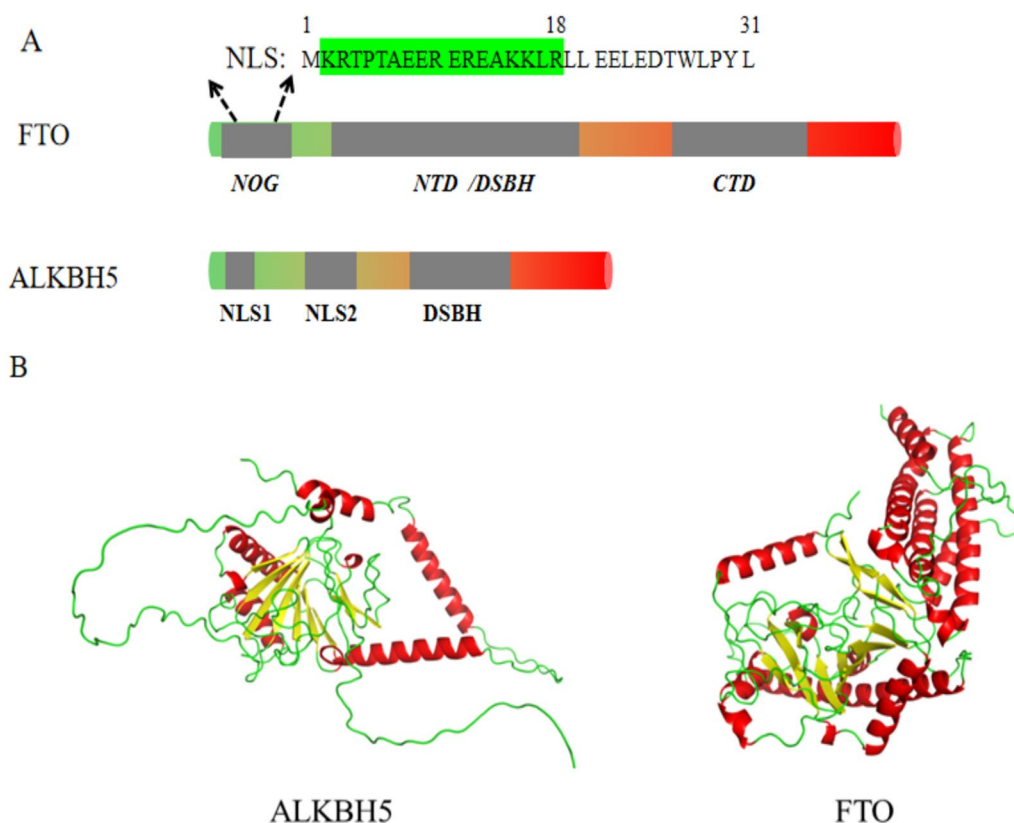 A
1 18 31
NLS: MKRTPTAEER EREAKKLRLL EELEDTWLPY L
FTO
NOG NTD /DSBH CTD
ALKBH5
NLS1 NLS2 DSBH
B
ALKBH5 FTO